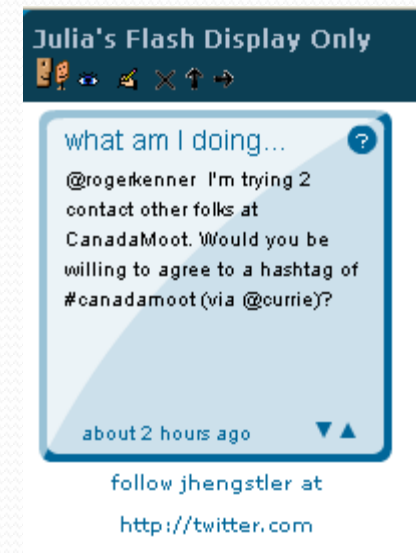 Julia's Flash Display Only
what am I doing...
?
@rogerkenner I'm trying 2
contact other folks at
CanadaMoot. Would you be
willing to agree to a hashtag of
#canadamoot (via @currie)?
about 2 hours ago
follow jhengstler at
http://twitter.com